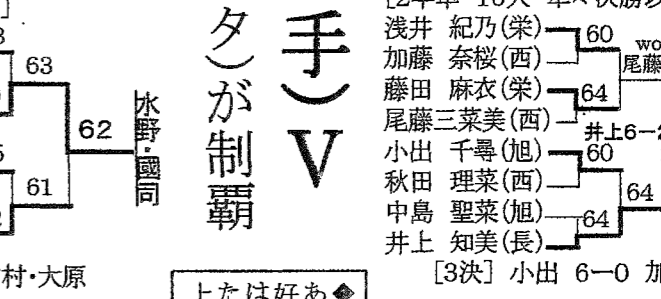 63
62
61
水野・國同
村・大原
手)V
タ)が制覇
上たは好あ◆
浅井 紀乃(栄)
加藤 奈桜(西)
藤田 麻衣(栄)
尾藤三菜美(西)
小出 千尋(旭)
秋田 理菜(西)
中島 聖菜(旭)
井上 知美(長)
60
64
60
64
64
wo
尾藤
井上6-2
[3決] 小出 6-0 加